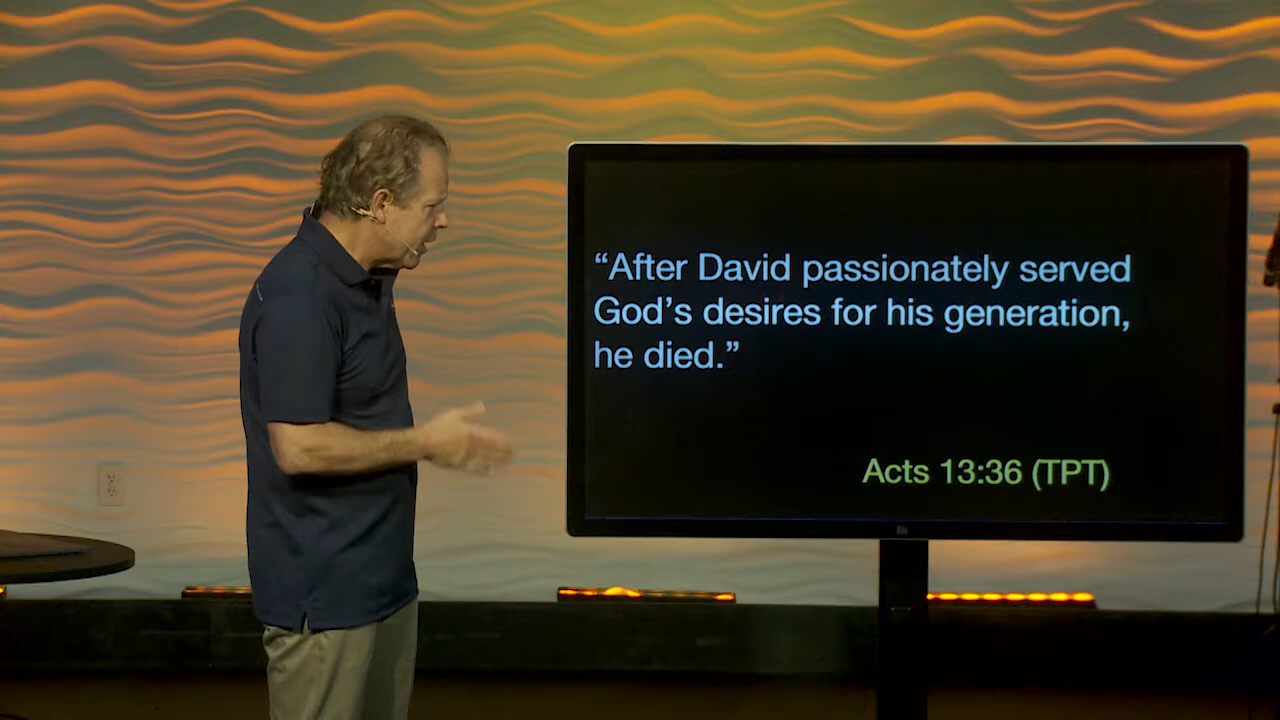 “After David passionately served
God’s desires for his generation,
he died.”
Acts 13:36 (TPT)